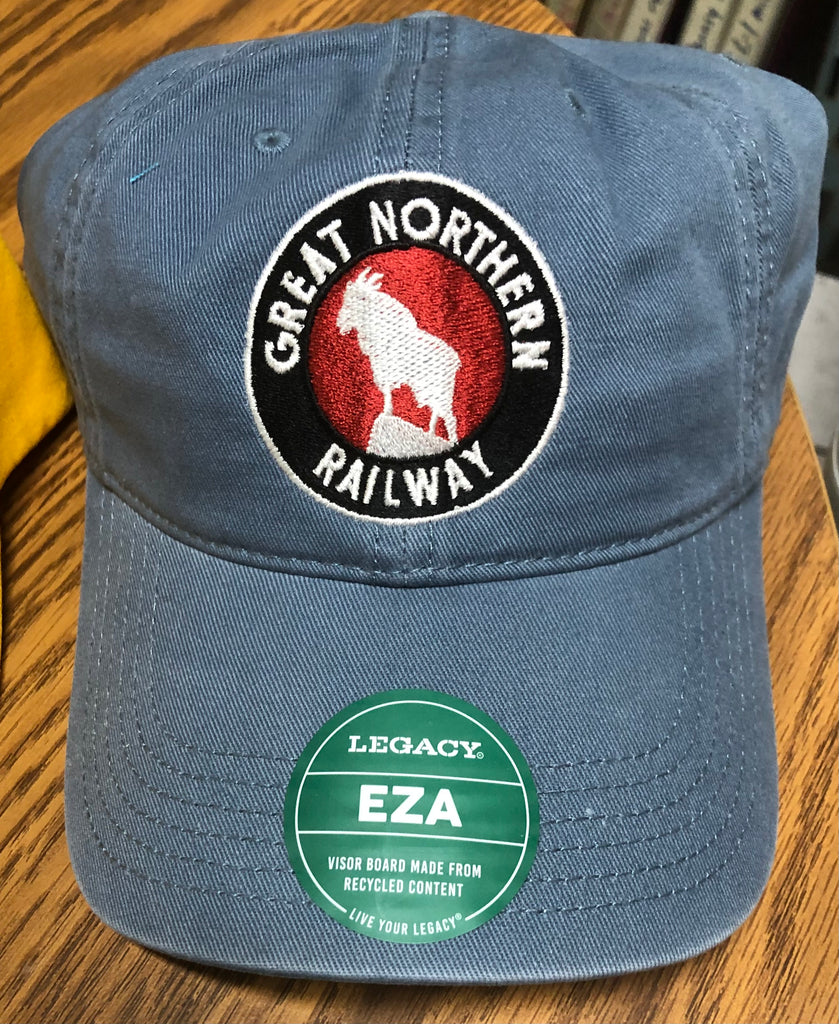 GREAT NORTHERN
RAILWAY
LEGACY®
EZA
VISOR BOARD MADE FROM
RECYCLED CONTENT
LIVE YOUR LEGACY®